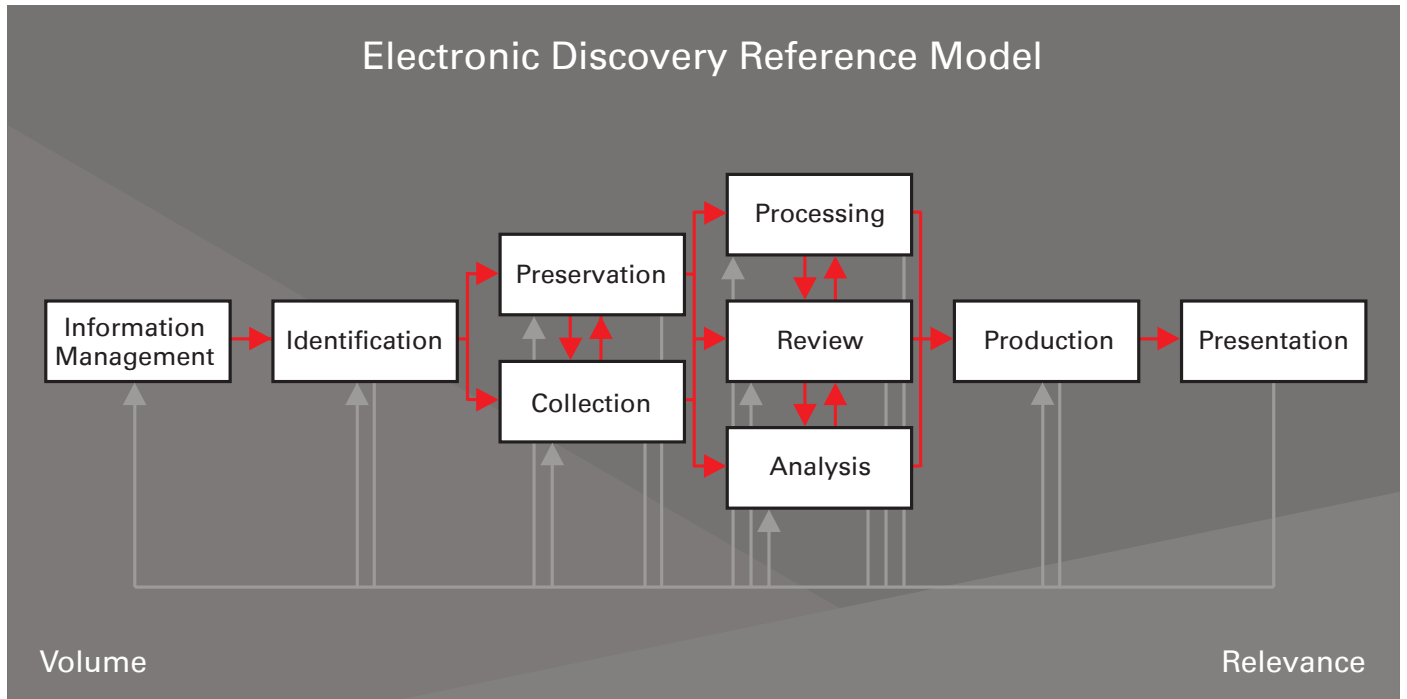 Electronic Discovery Reference Model
Information
Management
Identification
Preservation
Collection
Processing
Review
Analysis
Production
Presentation
Volume
Relevance